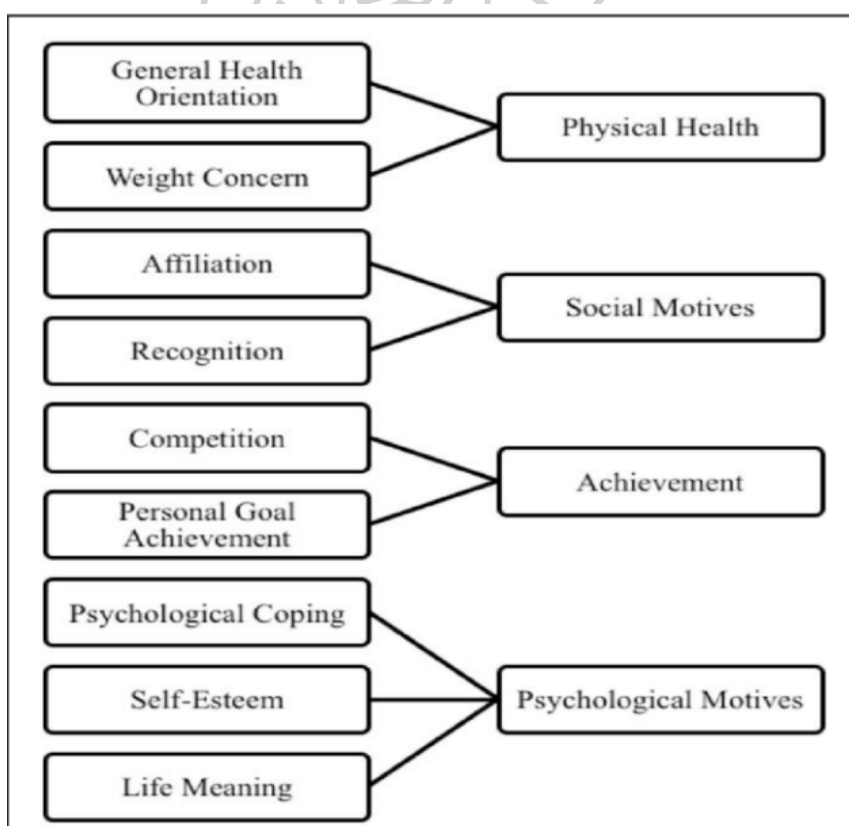 General Health
Orientation
Physical Health
Weight Concern
Affiliation
Social Motives
Recognition
Competition
Achievement
Personal Goal
Achievement
Psychological Coping
Self-Esteem
Psychological Motives
Life Meaning